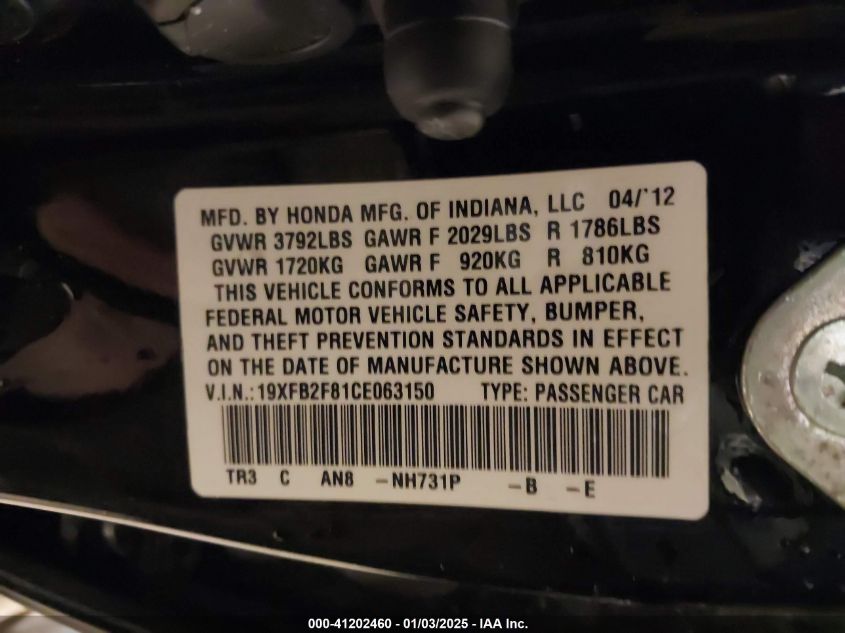 MFD. BY HONDA MFG. OF INDIANA, LLC 04/'12
GVWR 3792LBS GAWR F 2029LBS R 1786LBS
GVWR 1720KG GAWR F 920KG R 810KG
THIS VEHICLE CONFORMS TO ALL APPLICABLE
FEDERAL MOTOR VEHICLE SAFETY, BUMPER,
AND THEFT PREVENTION STANDARDS IN EFFECT
ON THE DATE OF MANUFACTURE SHOWN ABOVE.
V.I.N.:19XFB2F81CE063150 TYPE: PASSENGER CAR
TR3 C AN8 -NH731P -B -E
000-41202460 - 01/03/2025 - IAA Inc.